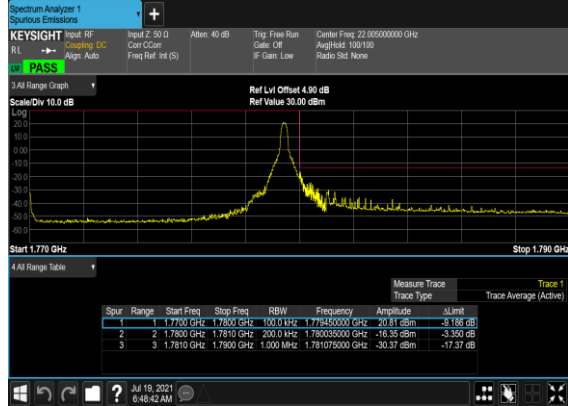 Spectrum Analyzer 1
Spurious Emissions
+
KEYSIGHT Input: RF Input Z: 50 Ω Atten: 40 dB Trig: Free Run Center Freq: 22.005000000 GHz
RL Coupling: DC Corr CCorr Gate: Off Avg|Hold: 100/100
Align: Auto Freq Ref: Int (S) IF Gain: Low Radio Std: None
PASS
3 All Range Graph
Ref Lvl Offset 4.90 dB
Scale/Div 10.0 dB Ref Value 30.00 dBm
Log
20.0
10.0
0.00
-10.0
-20.0
-30.0
-40.0
-50.0
-60.0
Start 1.770 GHz Stop 1.790 GHz
4 All Range Table
Measure Trace Trace 1
Trace Type Trace Average (Active)
Spur Range Start Freq Stop Freq RBW Frequency Amplitude ΔLimit
1 1 1.7700 GHz 1.7800 GHz 100.0 kHz 1.779450000 GHz 20.81 dBm -9.186 dB
2 2 1.7800 GHz 1.7810 GHz 200.0 kHz 1.780035000 GHz -16.35 dBm -3.350 dB
3 3 1.7810 GHz 1.7900 GHz 1.000 MHz 1.781075000 GHz -30.37 dBm -17.37 dB
? Jul 19, 2021
6:48:42 AM